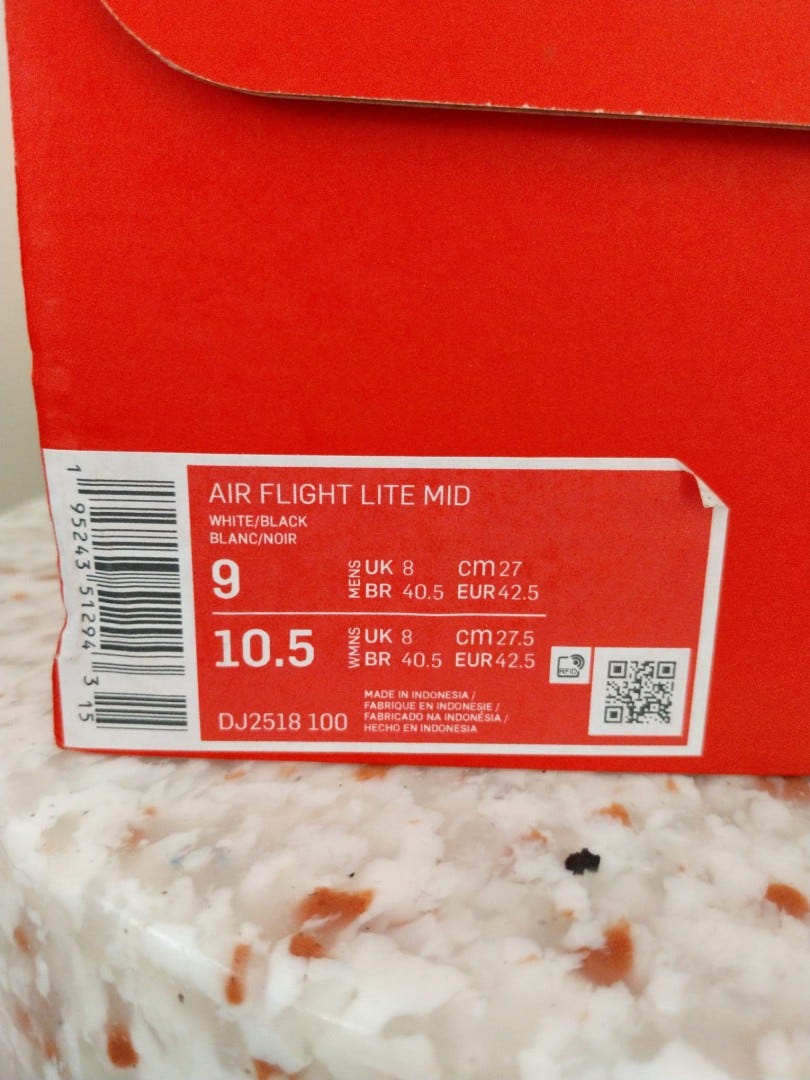 AIR FLIGHT LITE MID
WHITE/BLACK
BLANC/NOIR
9 MENS UK 8 cm 27
BR 40.5 EUR 42.5
10.5 WMNS UK 8 cm 27.5
BR 40.5 EUR 42.5
RFID
DJ2518 100
MADE IN INDONESIA /
FABRIQUE EN INDONESIE /
FABRICADO NA INDONÉSIA /
HECHO EN INDONESIA
1 95243 51294 3 15